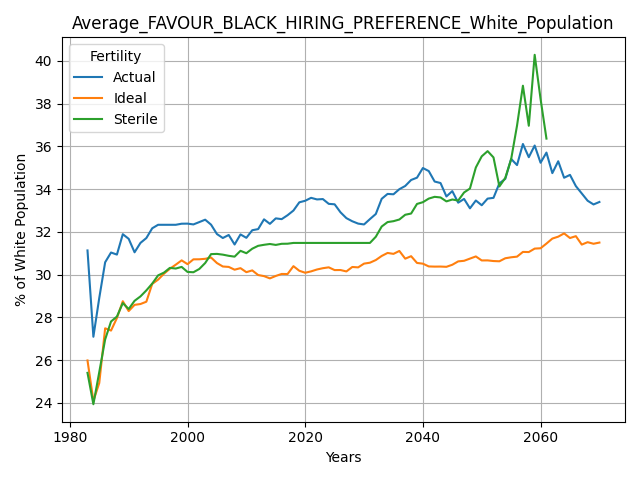 Average_FAVOUR_BLACK_HIRING_PREFERENCE_White_Population
Fertility
Actual
Ideal
Sterile
% of White Population
40
38
36
34
32
30
28
26
24
1980
2000
2020
2040
2060
Years